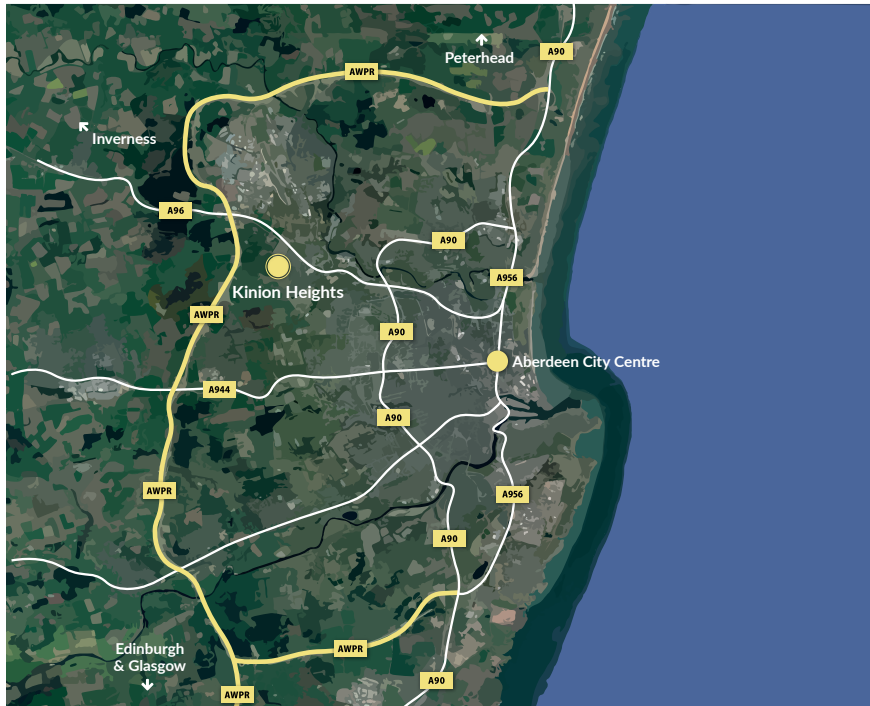 A90
Peterhead
AWPR
Inverness
A96
A90
A956
Kinion Heights
AWPR
A90
Aberdeen City Centre
A944
A90
AWPR
A956
A90
Edinburgh
& Glasgow
AWPR
A90
AWPR